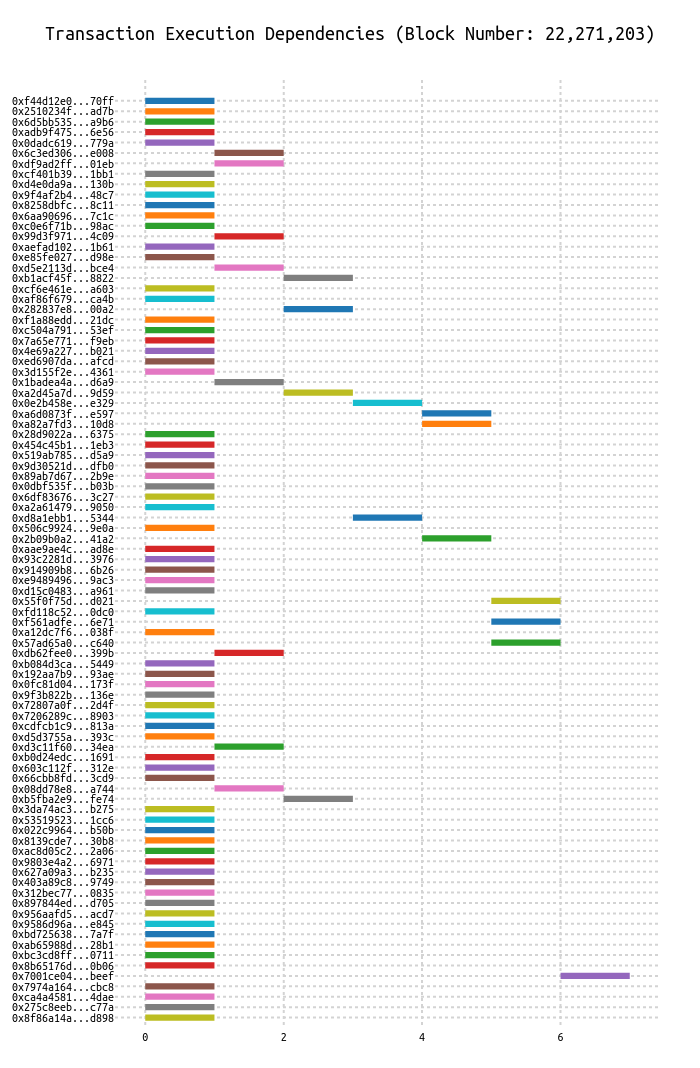 Transaction Execution Dependencies (Block Number: 22,271,203)
0xf44d12e0...70ff
0x2510234f...ad7b
0x6d5bb535...a9b6
0xadb9f475...6e56
0x0dadc619...779a
0x6c3ed306...e008
0xdf9ad2ff...01eb
0xcf401b39...1bb1
0xd4e0da9a...130b
0x9f4af2b4...48c7
0x8258dbfc...8c11
0x6aa90696...7c1c
0xc0e6f71b...98ac
0x99d3f971...4c09
0xaefad102...1b61
0xe85fe027...d98e
0xd5e2113d...bce4
0xb1acf45f...8822
0xcf6e461e...a603
0xaf86f679...ca4b
0x282837e8...00a2
0xf1a88edd...21dc
0xc504a791...53ef
0x7a65e771...f9eb
0x4e69a227...b021
0xed6907da...afcd
0x3d155f2e...4361
0x1badea4a...d6a9
0xa2d45a7d...9d59
0x0e2b458e...e329
0xa6d0873f...e597
0xa82a7fd3...10d8
0x28d9022a...6375
0x454c45b1...1eb3
0x519ab785...d5a9
0x9d30521d...dfb0
0x89ab7d67...2b9e
0x0dbf535f...b03b
0x6df83676...3c27
0xa2a61479...9050
0xd8a1ebb1...5344
0x506c9924...9e0a
0x2b09b0a2...41a2
0xaae9ae4c...ad8e
0x93c2281d...3976
0x914909b8...6b26
0xe9489496...9ac3
0xd15c0483...a961
0x55f0f75d...d021
0xfd118c52...0dc0
0xf561adfe...6e71
0xa12dc7f6...038f
0x57ad65a0...c640
0xdb62fee0...399b
0xb084d3ca...5449
0x192aa7b9...93ae
0x0fc81d04...173f
0x9f3b822b...136e
0x72807a0f...2d4f
0x7206289c...8903
0xcdfcb1c9...813a
0xd5d3755a...393c
0xd3c11f60...34ea
0xb0d24edc...1691
0x603c112f...312e
0x66cbb8fd...3cd9
0x08dd78e8...a744
0xb5fba2e9...fe74
0x3da74ac3...b275
0x53519523...1cc6
0x022c9964...b50b
0x8139cde7...30b8
0xac8d05c2...2a06
0x9803e4a2...6971
0x627a09a3...b235
0x403a89c8...9749
0x312bec77...0835
0x897844ed...d705
0x956aafd5...acd7
0x9586d96a...e845
0xbd725638...7a7f
0xab65988d...28b1
0xbc3cd8ff...0711
0x8b65176d...0b06
0x7001ce04...beef
0x7974a164...cbc8
0xca4a4581...4dae
0x275c8eeb...c77a
0x8f86a14a...d898
0 2 4 6